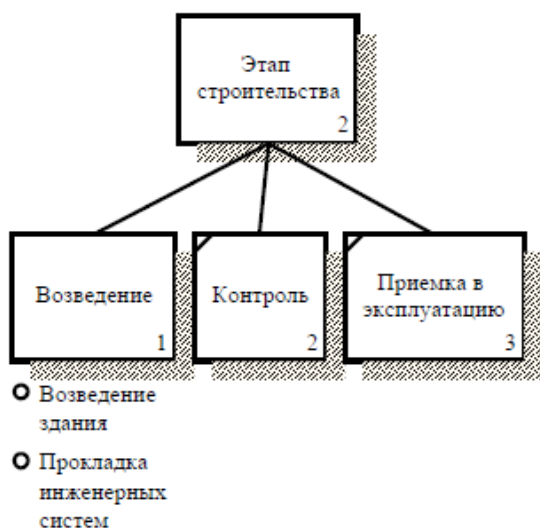 Этап
строительства
2
Возведение
1
Контроль
2
Приемка в
эксплуатацию
3
Возведение
здания
Прокладка
инженерных
систем